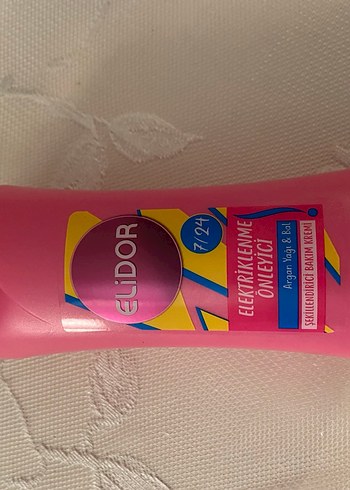 ELiDOR
7/24
ELEKTRİKLENME
ÖNLEYİCİ
Argan Yağı & Bal
ŞEKİLLENDİRİCİ BAKIM KREMİ